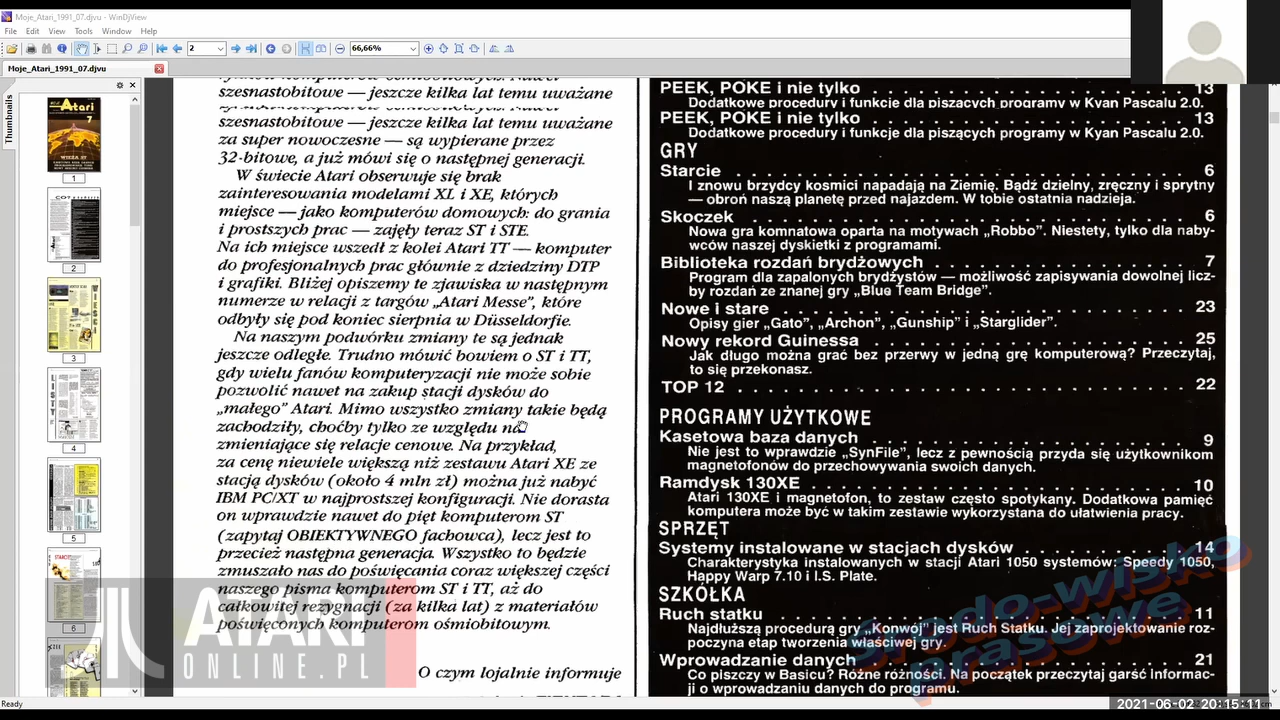 Moje_Atari_1991_07.djvu - WinDjView
File Edit View Tools Window Help
2
66,66%
Moje_Atari_1991_07.djvu
Thumbnails
1
2
3
4
5
6
szesnastobitowe — jeszcze kilka lat temu uważane
szesnastobitowe — jeszcze kilka lat temu uważane
za super nowoczesne — są wypierane przez
32-bitowe, a już mówi się o następnej generacji.
W świecie Atari obserwuje się brak
zainteresowania modelami XL i XE, których
miejsce — jako komputerów domowych: do grania
i prostszych prac — zajęły teraz ST i STE.
Na ich miejsce wszedł z kolei Atari TT — komputer
do profesjonalnych prac głównie z dziedziny DTP
i grafiki. Bliżej opiszemy te zjawiska w następnym
numerze w relacji z targów „Atari Messe”, które
odbyły się pod koniec sierpnia w Düsseldorfie.
Na naszym podwórku zmiany te są jednak
jeszcze odległe. Trudno mówić bowiem o ST i TT,
gdy wielu fanów komputeryzacji nie może sobie
pozwolić nawet na zakup stacji dysków do
„małego” Atari. Mimo wszystko zmiany takie będą
zachodziły, choćby tylko ze względu na
zmieniające się relacje cenowe. Na przykład,
za cenę niewiele większą niż zestawu Atari XE ze
stacją dysków (około 4 mln zł) można już nabyć
IBM PC/XT w najprostszej konfiguracji. Nie dorasta
on wprawdzie nawet do pięt komputerom ST
(zapytaj OBIEKTYWNEGO fachowca), lecz jest to
przecież następna generacja. Wszystko to będzie
zmuszało nas do poświęcania coraz większej części
naszego pisma komputerom ST i TT, aż do
całkowitej rezygnacji (za kilka lat) z materiałów
poświęconych komputerom ośmiobitowym.
O czym lojalnie informuje
PEEK, POKE i nie tylko . . . 13
Dodatkowe procedury i funkcje dla piszących programy w Kyan Pascalu 2.0.
PEEK, POKE i nie tylko . . . 13
Dodatkowe procedury i funkcje dla piszących programy w Kyan Pascalu 2.0.
GRY
Starcie . . . 6
I znowu brzydcy kosmici napadają na Ziemię. Bądź dzielny, zręczny i sprytny
— obroń naszą planetę przed najazdem. W tobie ostatnia nadzieja.
Skoczek . . . 6
Nowa gra komnatowa oparta na motywach „Robbo”. Niestety, tylko dla naby-
wców naszej dyskietki z programami.
Biblioteka rozdań brydżowych . . . 7
Program dla zapalonych brydżystów — możliwość zapisywania dowolnej licz-
by rozdań ze znanej gry „Blue Team Bridge”.
Nowe i stare . . . 23
Opisy gier „Gato”, „Archon”, „Gunship” i „Starglider”.
Nowy rekord Guinessa . . . 25
Jak długo można grać bez przerwy w jedną grę komputerową? Przeczytaj,
to się przekonasz.
TOP 12 . . . 22
PROGRAMY UŻYTKOWE
Kasetowa baza danych . . . 9
Nie jest to wprawdzie „SynFile”, lecz z pewnością przyda się użytkownikom
magnetofonów do przechowywania swoich danych.
Ramdysk 130XE . . . 10
Atari 130XE i magnetofon, to zestaw często spotykany. Dodatkowa pamięć
komputera może być w takim zestawie wykorzystana do ułatwienia pracy.
SPRZĘT
Systemy instalowane w stacjach dysków . . . 14
Charakterystyka instalowanych w stacji Atari 1050 systemów: Speedy 1050,
Happy Warp 7.10 i I.S. Plate.
SZKÓŁKA
Ruch statku . . . 11
Najdłuższą procedurą gry „Konwój” jest Ruch Statku. Jej zaprojektowanie roz-
poczyna etap tworzenia właściwej gry.
Wprowadzanie danych . . . 21
Co piszczy w Basicu? Różne różności. Na początek przeczytaj garść Informac-
ji o wprowadzaniu danych do programu.
ATARI
ONLINE.PL
prasowe
Ready
2021-06-02 20:15:11